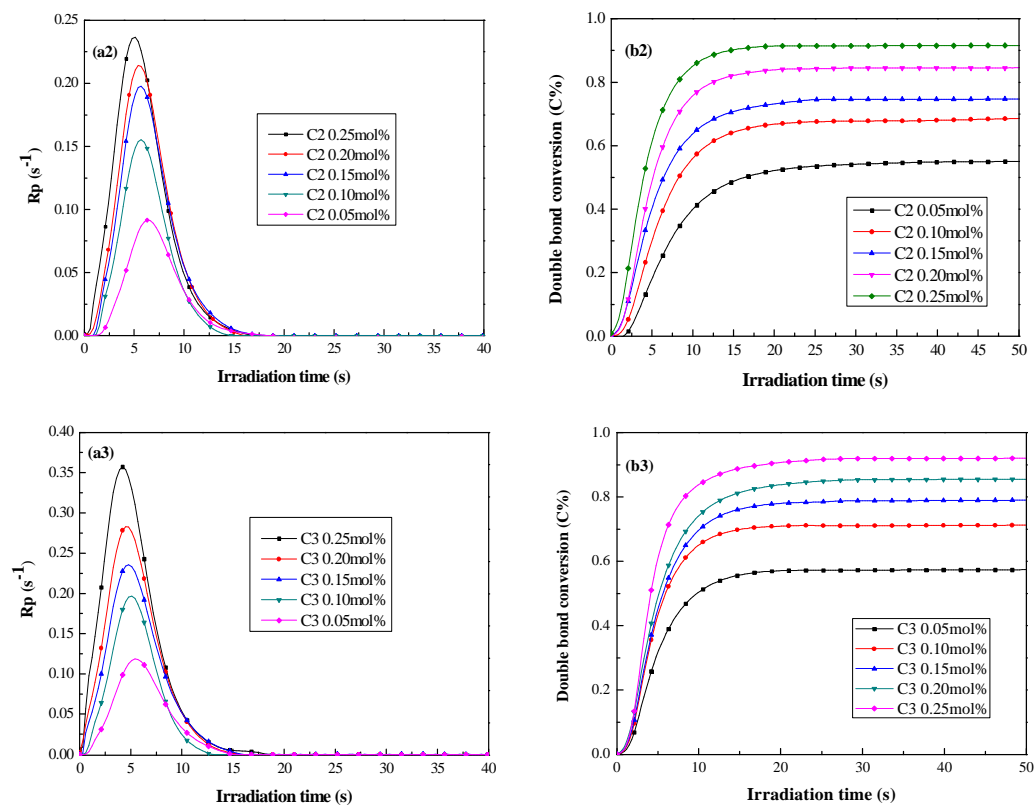 (a2)
Rp (s⁻¹)
0.25
0.20
0.15
0.10
0.05
0.00
C2 0.25mol%
C2 0.20mol%
C2 0.15mol%
C2 0.10mol%
C2 0.05mol%
0 5 10 15 20 25 30 35 40
Irradiation time (s)
(b2)
Double bond conversion (C%)
1.0
0.8
0.6
0.4
0.2
0.0
C2 0.05mol%
C2 0.10mol%
C2 0.15mol%
C2 0.20mol%
C2 0.25mol%
0 5 10 15 20 25 30 35 40 45 50
Irradiation time (s)
(a3)
Rp (s⁻¹)
0.40
0.35
0.30
0.25
0.20
0.15
0.10
0.05
0.00
C3 0.25mol%
C3 0.20mol%
C3 0.15mol%
C3 0.10mol%
C3 0.05mol%
0 5 10 15 20 25 30 35 40
Irradiation time (s)
(b3)
Double bond conversion (C%)
1.0
0.8
0.6
0.4
0.2
0.0
C3 0.05mol%
C3 0.10mol%
C3 0.15mol%
C3 0.20mol%
C3 0.25mol%
0 10 20 30 40 50
Irradiation time (s)